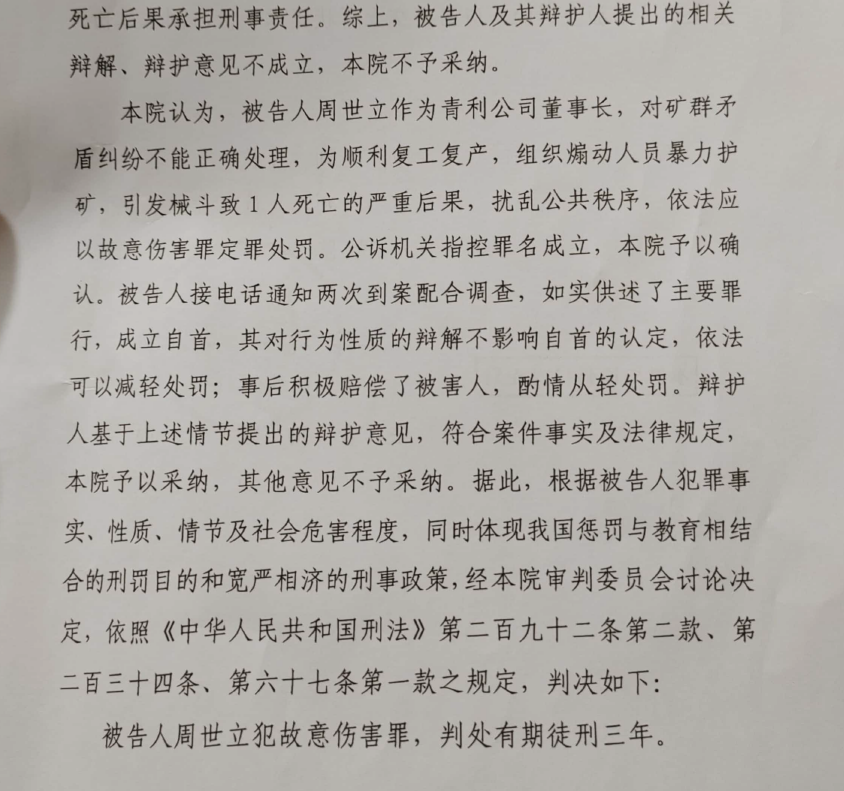 死亡后果承担刑事责任。综上，被告人及其辩护人提出的相关
辩解、辩护意见不成立，本院不予采纳。
本院认为，被告人周世立作为青利公司董事长，对矿群矛
盾纠纷不能正确处理，为顺利复工复产，组织煽动人员暴力护
矿，引发械斗致1人死亡的严重后果，扰乱公共秩序，依法应
以故意伤害罪定罪处罚。公诉机关指控罪名成立，本院予以确
认。被告人接电话通知两次到案配合调查，如实供述了主要罪
行，成立自首，其对行为性质的辩解不影响自首的认定，依法
可以减轻处罚；事后积极赔偿了被害人，酌情从轻处罚。辩护
人基于上述情节提出的辩护意见，符合案件事实及法律规定，
本院予以采纳，其他意见不予采纳。据此，根据被告人犯罪事
实、性质、情节及社会危害程度，同时体现我国惩罚与教育相结
合的刑罚目的和宽严相济的刑事政策，经本院审判委员会讨论决
定，依照《中华人民共和国刑法》第二百九十二条第二款、第
二百三十四条、第六十七条第一款之规定，判决如下：
被告人周世立犯故意伤害罪，判处有期徒刑三年。